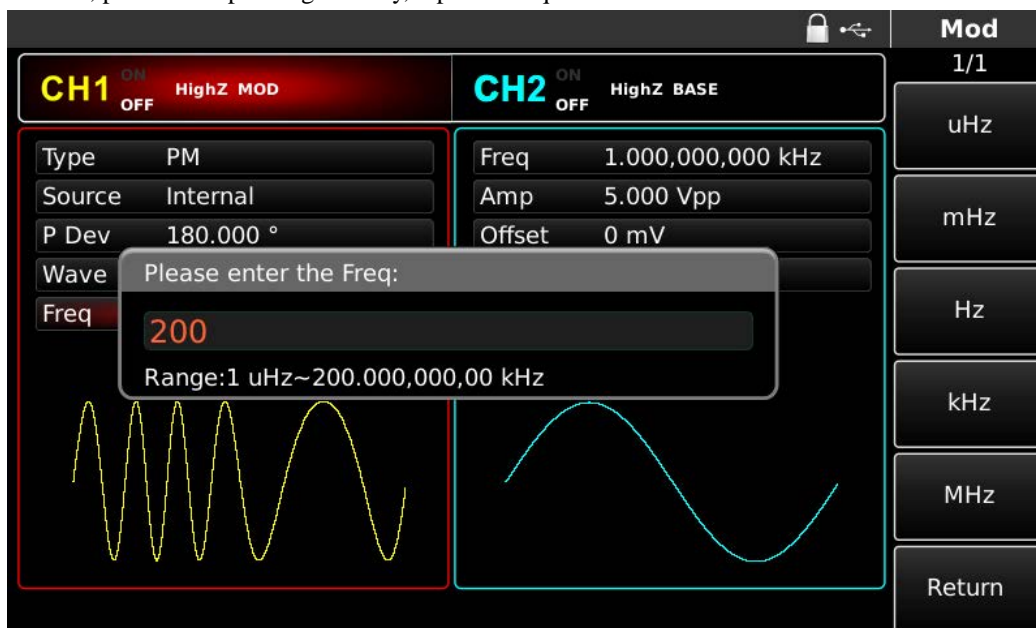 Mod
1/1
CH1 ON OFF HighZ MOD
CH2 ON OFF HighZ BASE
uHz
Type PM
Freq 1.000,000,000 kHz
Source Internal
Amp 5.000 Vpp
mHz
P Dev 180.000 °
Offset 0 mV
Wave
Please enter the Freq:
Freq
200
Hz
Range:1 uHz~200.000,000,00 kHz
kHz
MHz
Return